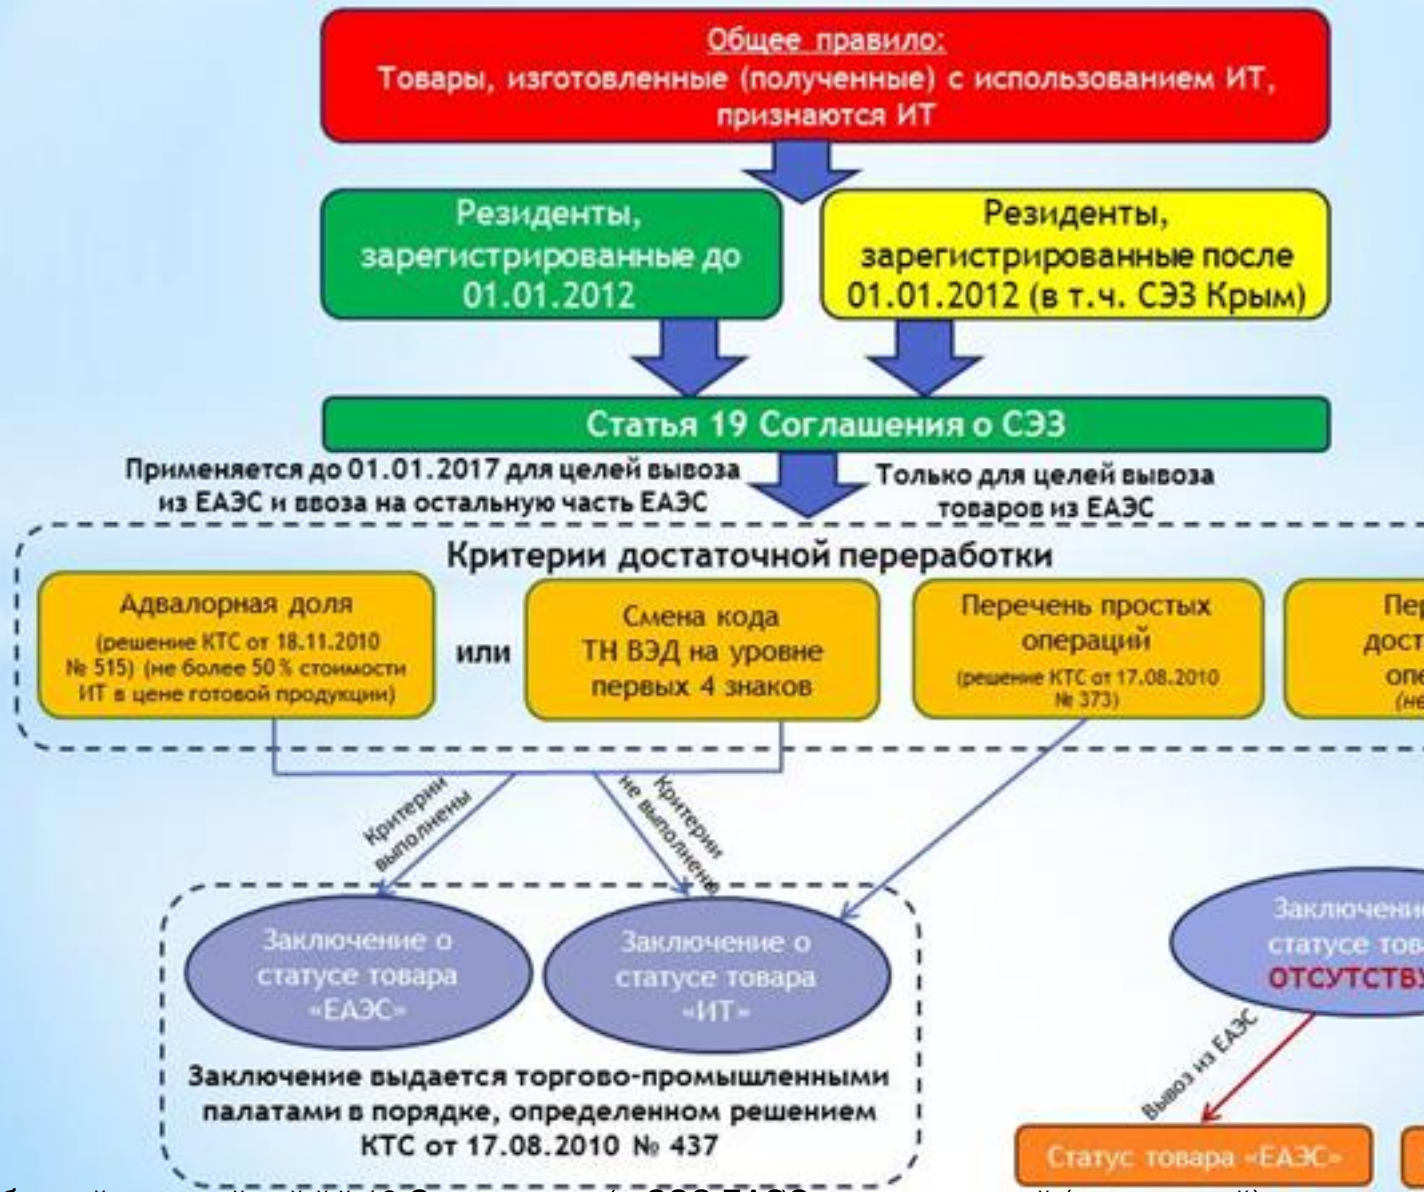 Общее правило:
Товары, изготовленные (полученные) с использованием ИТ,
признаются ИТ
Резиденты,
зарегистрированные до
01.01.2012
Резиденты,
зарегистрированные после
01.01.2012 (в т.ч. СЭЗ Крым)
Статья 19 Соглашения о СЭЗ
Применяется до 01.01.2017 для целей вывоза
из ЕАЭС и ввоза на остальную часть ЕАЭС
Только для целей вывоза
товаров из ЕАЭС
Критерии достаточной переработки
Адвалорная доля
(решение КТС от 18.11.2010
№ 515) (не более 50 % стоимости
ИТ в цене готовой продукции)
или
Смена кода
ТН ВЭД на уровне
первых 4 знаков
Перечень простых
операций
(решение КТС от 17.08.2010
№ 373)
Критерии
выполнены
Критерии
не выполнены
Заключение о
статусе товара
«ЕАЭС»
Заключение о
статусе товара
«ИТ»
Заключение выдается торгово-промышленными
палатами в порядке, определенном решением
КТС от 17.08.2010 № 437
Вывоз из ЕАЭС
Статус товара «ЕАЭС»